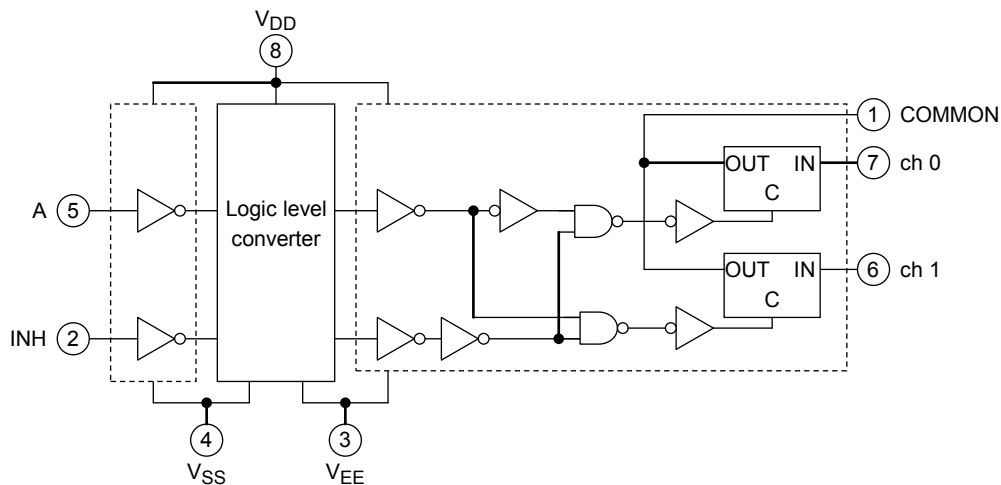 VDD
8
1 COMMON
OUT IN 7 ch 0
C
A 5 Logic level
converter
OUT IN 6 ch 1
C
INH 2
4 3
VSS VEE